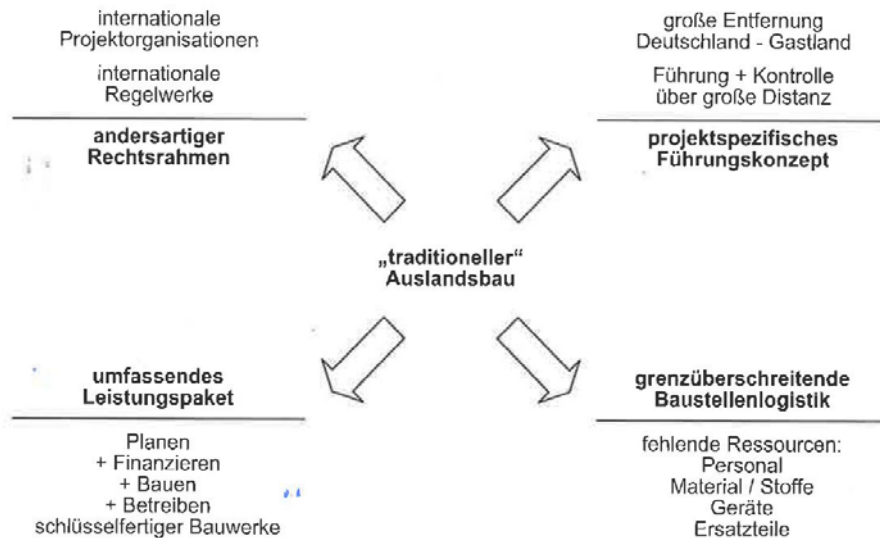 internationale
Projektorganisationen
internationale
Regelwerke
andersartiger
Rechtsrahmen
große Entfernung
Deutschland - Gastland
Führung + Kontrolle
über große Distanz
projektspezifisches
Führungskonzept
„traditioneller“
Auslandsbau
umfassendes
Leistungspaket
Planen
+ Finanzieren
+ Bauen
+ Betreiben
schlüsselfertiger Bauwerke
grenzüberschreitende
Baustellenlogistik
fehlende Ressourcen:
Personal
Material / Stoffe
Geräte
Ersatzteile